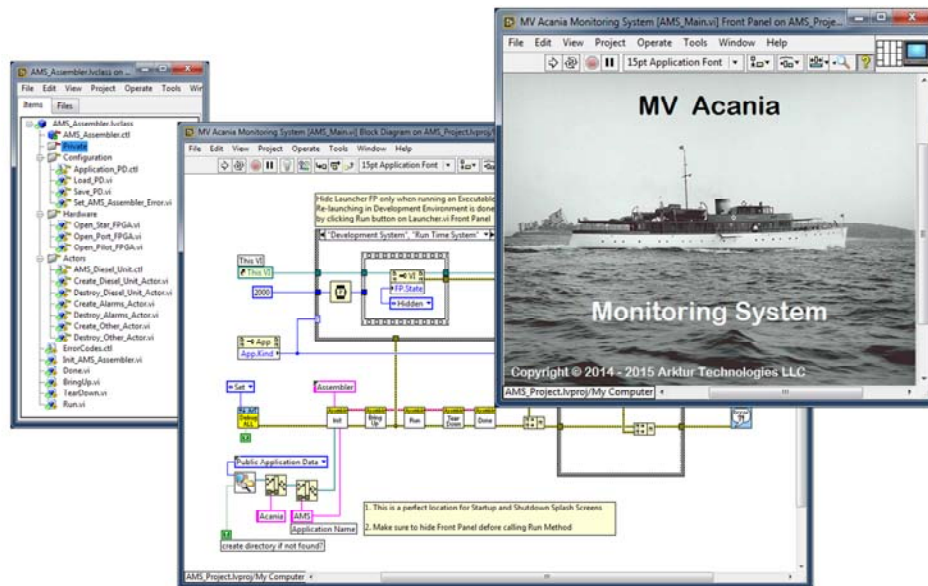 AMS_Assembler.lvclass on ...
File Edit View Project Operate Tools Win
Items Files
AMS_Assembler.lvclass
AMS_Assembler.ctl
Private
Configuration
Application_PD.ctl
Load_PD.vi
Save_PD.vi
Set_AMS_Assembler_Error.vi
Hardware
Open_Star_FPGA.vi
Open_Port_FPGA.vi
Open_Pilot_FPGA.vi
Actors
AMS_Diesel_Unit.ctl
Create_Diesel_Unit_Actor.vi
Destroy_Diesel_Unit_Actor.vi
Create_Alarms_Actor.vi
Destroy_Alarms_Actor.vi
Create_Other_Actor.vi
Destroy_Other_Actor.vi
ErrorCodes.ctl
Init_AMS_Assembler.vi
Done.vi
BringUp.vi
TearDown.vi
Run.vi
MV Acania Monitoring System [AMS_Main.vi] Block Diagram on AMS_Project.lvproj/
File Edit View Project Operate Tools Window Help
15pt Application Font
Hide Launcher FP only when running an Executable
Re-launching in Development Environment is done
by clicking Run button on Launcher.vi Front Panel
"Development System", "Run Time System"
This VI
This VI
VI
2000
FP.State
Hidden
App
App.Kind
Set
Assembler
Debug
ALL
Init
Bring
Up
Run
Tear
Down
Done
Public Application Data
Acania
AMS
Application Name
create directory if not found?
1. This is a perfect location for Startup and Shutdown Splash Screens
2. Make sure to hide Front Panel defore calling Run Method
AMS_Project.lvproj/My Computer
MV Acania Monitoring System [AMS_Main.vi] Front Panel on AMS_Proje...
File Edit View Project Operate Tools Window Help
15pt Application Font
MV Acania
Monitoring System
Copyright © 2014 - 2015 Arktur Technologies LLC
AMS_Project.lvproj/My Computer